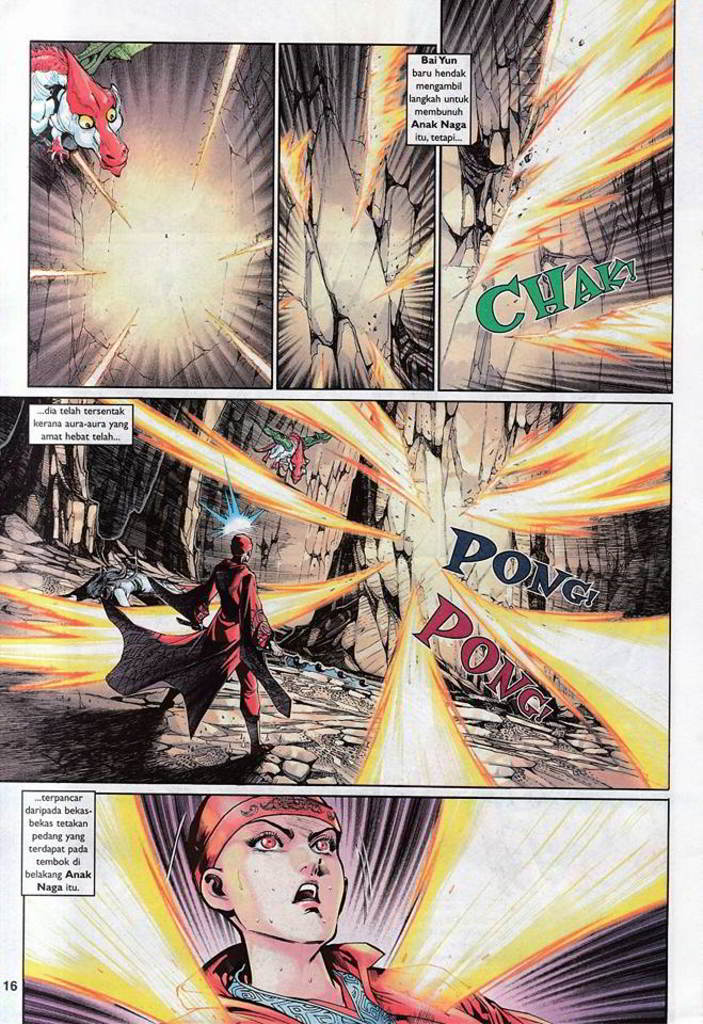 Bai Yun
baru hendak
mengambil
langkah untuk
membunuh
Anak Naga
itu, tetapi...
CHAK!
...dia telah tersentak
kerana aura-aura yang
amat hebat telah...
PONG!
PONG!
...terpancar
daripada bekas-
bekas tetakan
pedang yang
terdapat pada
tembok di
belakang Anak
Naga itu.
16